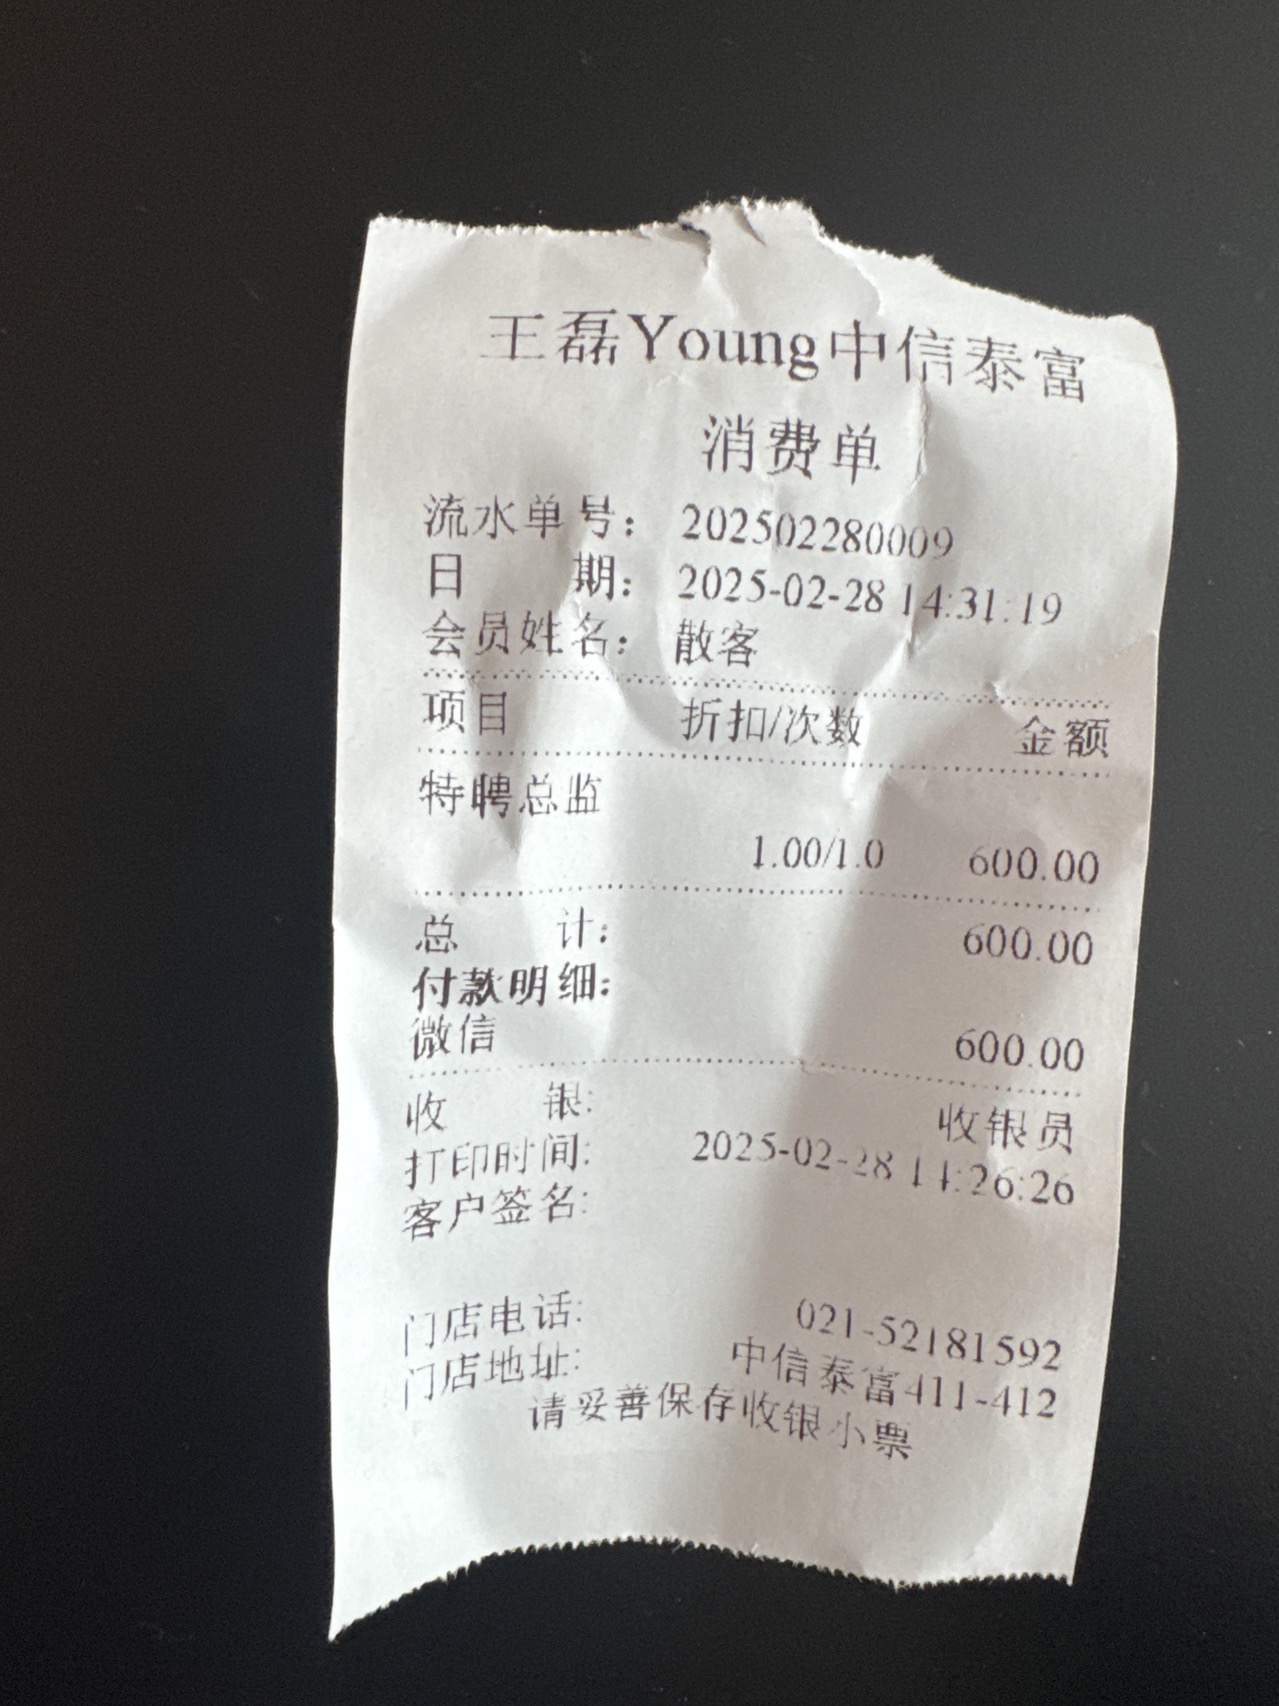 王磊Young中信泰富
消费单
流水单号： 202502280009
日 期： 2025-02-28 14:31:19
会员姓名： 散客
项目 折扣/次数 金额
特聘总监
1.00/1.0 600.00
总 计： 600.00
付款明细：
微信 600.00
收 银: 收银员
打印时间: 2025-02-28 14:26:26
客户签名:
门店电话: 021-52181592
门店地址: 中信泰富411-412
请妥善保存收银小票